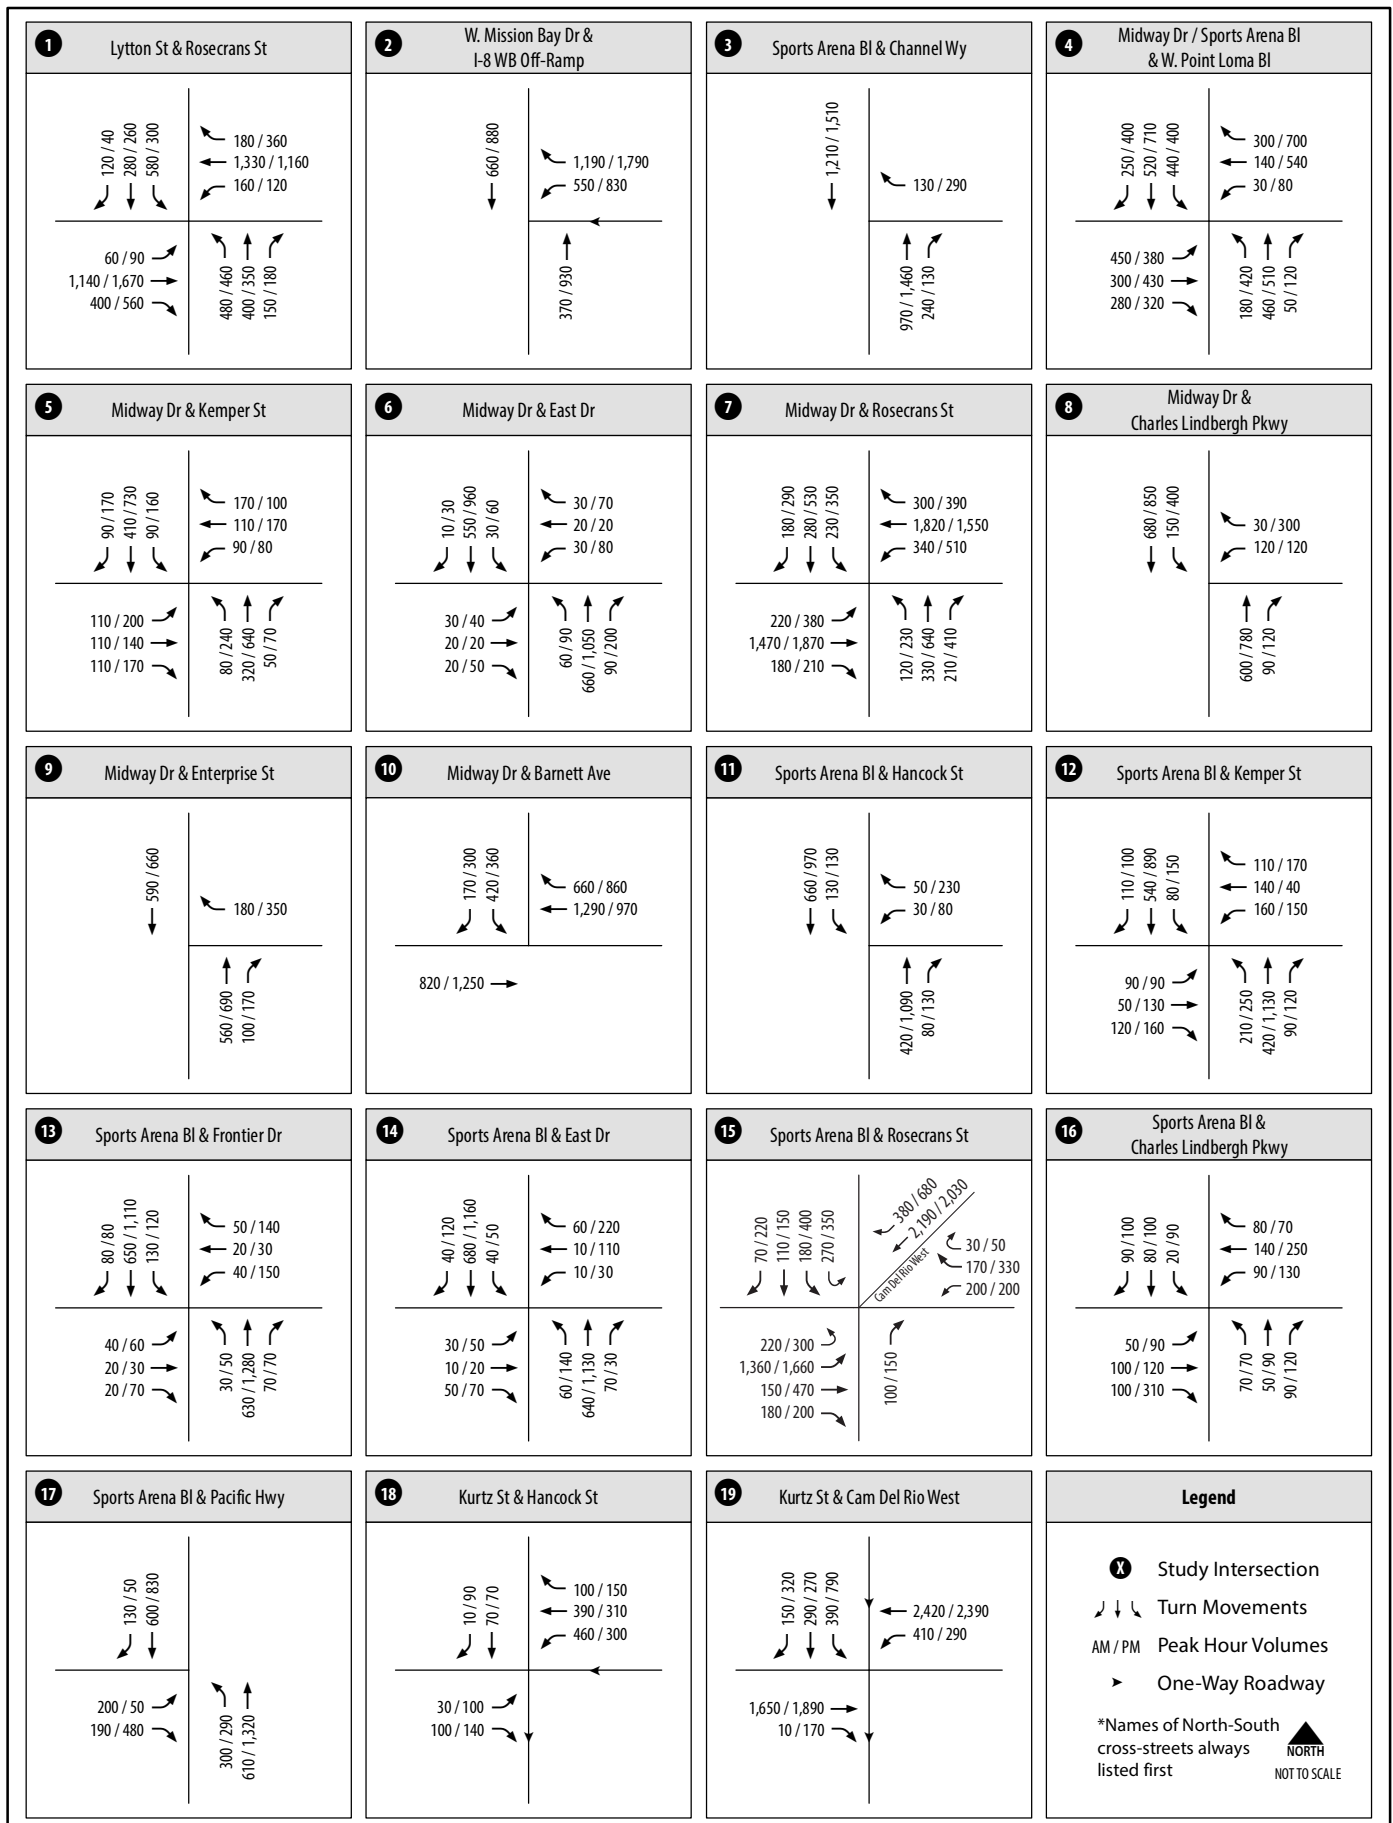 1
Lytton St & Rosecrans St
120 / 40
280 / 260
580 / 300
180 / 360
1,330 / 1,160
160 / 120
60 / 90
1,140 / 1,670
400 / 560
480 / 460
400 / 350
150 / 180
2
W. Mission Bay Dr &
I-8 WB Off-Ramp
660 / 880
1,190 / 1,790
550 / 830
370 / 930
3
Sports Arena Bl & Channel Wy
1,210 / 1,510
130 / 290
970 / 1,460
240 / 130
4
Midway Dr / Sports Arena Bl
& W. Point Loma Bl
250 / 400
520 / 710
440 / 400
300 / 700
140 / 540
30 / 80
450 / 380
300 / 430
280 / 320
180 / 420
460 / 510
50 / 120
5
Midway Dr & Kemper St
90 / 170
410 / 730
90 / 160
170 / 100
110 / 170
90 / 80
110 / 200
110 / 140
110 / 170
80 / 240
320 / 640
50 / 70
6
Midway Dr & East Dr
10 / 30
550 / 960
30 / 60
30 / 70
20 / 20
30 / 80
30 / 40
20 / 20
20 / 50
60 / 90
660 / 1,050
90 / 200
7
Midway Dr & Rosecrans St
180 / 290
280 / 530
230 / 350
300 / 390
1,820 / 1,550
340 / 510
220 / 380
1,470 / 1,870
180 / 210
120 / 230
330 / 640
210 / 410
8
Midway Dr &
Charles Lindbergh Pkwy
680 / 850
150 / 400
30 / 300
120 / 120
600 / 780
90 / 120
9
Midway Dr & Enterprise St
590 / 660
180 / 350
560 / 690
100 / 170
10
Midway Dr & Barnett Ave
170 / 300
420 / 360
660 / 860
1,290 / 970
820 / 1,250
11
Sports Arena Bl & Hancock St
660 / 970
130 / 130
50 / 230
30 / 80
420 / 1,090
80 / 130
12
Sports Arena Bl & Kemper St
110 / 100
540 / 890
80 / 150
110 / 170
140 / 40
160 / 150
90 / 90
50 / 130
120 / 160
210 / 250
420 / 1,130
90 / 120
13
Sports Arena Bl & Frontier Dr
80 / 80
650 / 1,110
130 / 120
50 / 140
20 / 30
40 / 150
40 / 60
20 / 30
20 / 70
30 / 50
630 / 1,280
70 / 70
14
Sports Arena Bl & East Dr
40 / 120
680 / 1,160
40 / 50
60 / 220
10 / 110
10 / 30
30 / 50
10 / 20
50 / 70
60 / 140
640 / 1,130
70 / 30
15
Sports Arena Bl & Rosecrans St
70 / 220
110 / 150
180 / 400
270 / 350
380 / 680
2,190 / 2,030
Cam Del Rio West
30 / 50
170 / 330
200 / 200
220 / 300
1,360 / 1,660
150 / 470
180 / 200
100 / 150
16
Sports Arena Bl &
Charles Lindbergh Pkwy
90 / 100
80 / 100
20 / 90
80 / 70
140 / 250
90 / 130
50 / 90
100 / 120
100 / 310
70 / 70
50 / 90
90 / 120
17
Sports Arena Bl & Pacific Hwy
130 / 50
600 / 830
200 / 50
190 / 480
300 / 290
610 / 1,320
18
Kurtz St & Hancock St
10 / 90
70 / 70
100 / 150
390 / 310
460 / 300
30 / 100
100 / 140
19
Kurtz St & Cam Del Rio West
150 / 320
290 / 270
390 / 790
2,420 / 2,390
410 / 290
1,650 / 1,890
10 / 170
Legend
X Study Intersection
Turn Movements
AM / PM Peak Hour Volumes
One-Way Roadway
*Names of North-South
cross-streets always
listed first
NORTH
NOT TO SCALE